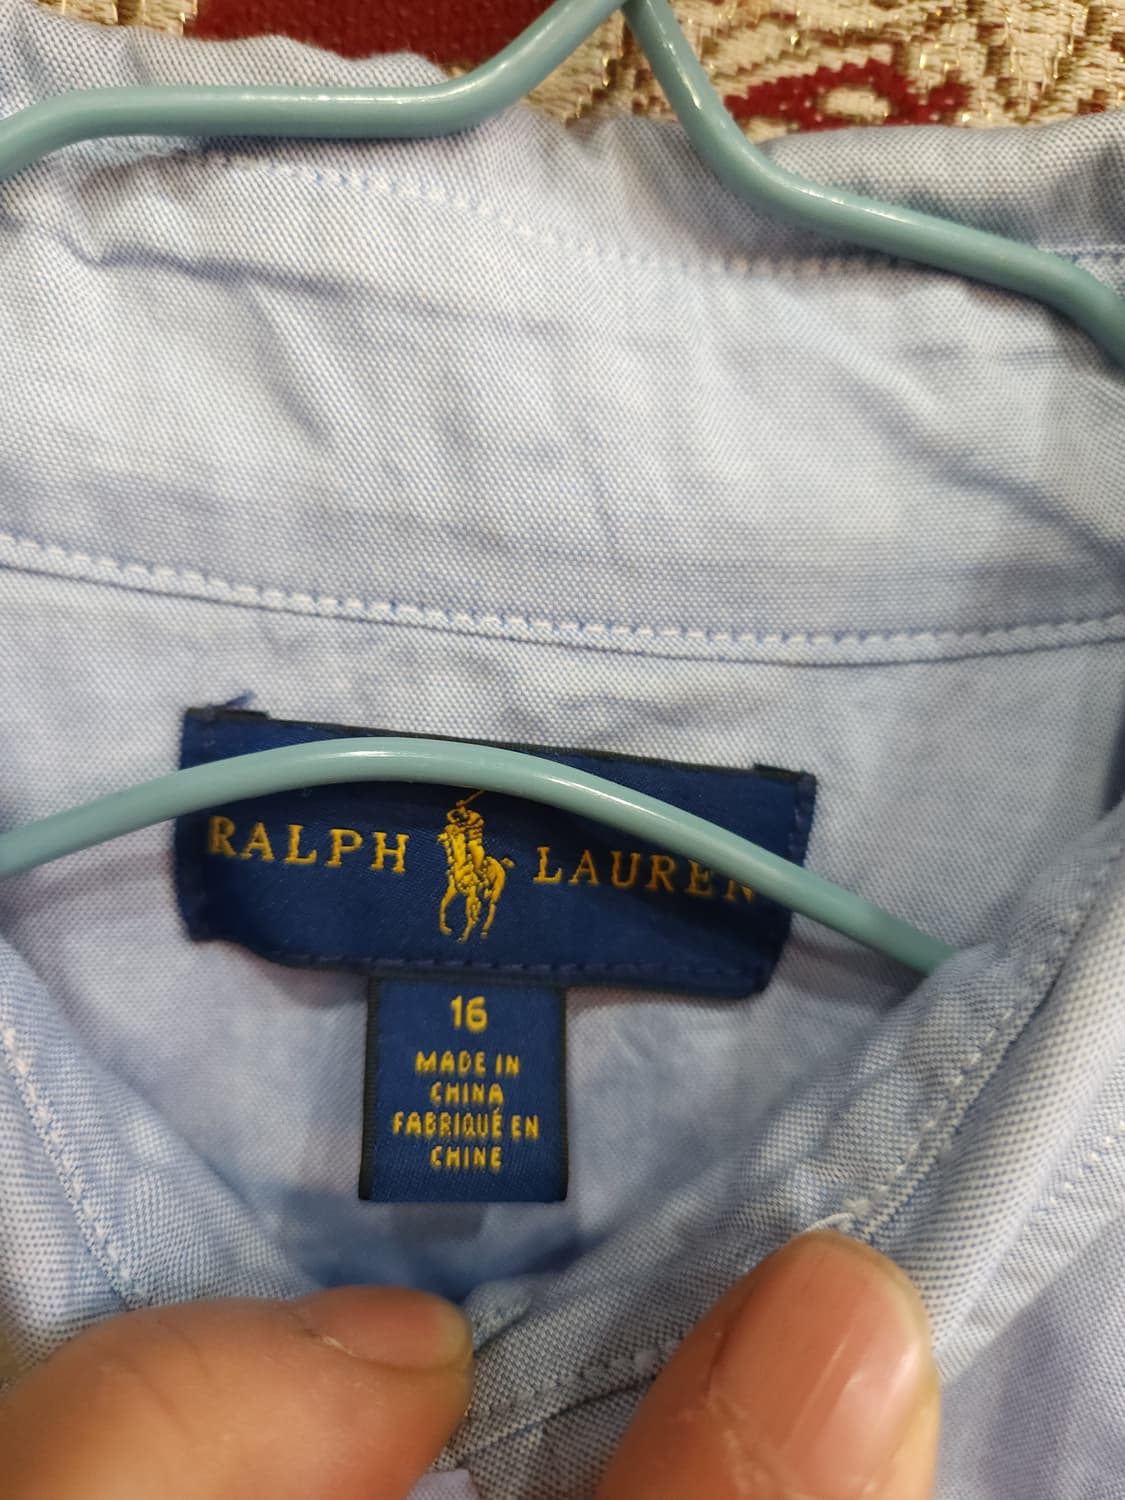 RALPH LAUREN
16
MADE IN
CHINA
FABRIQUÉ EN
CHINE